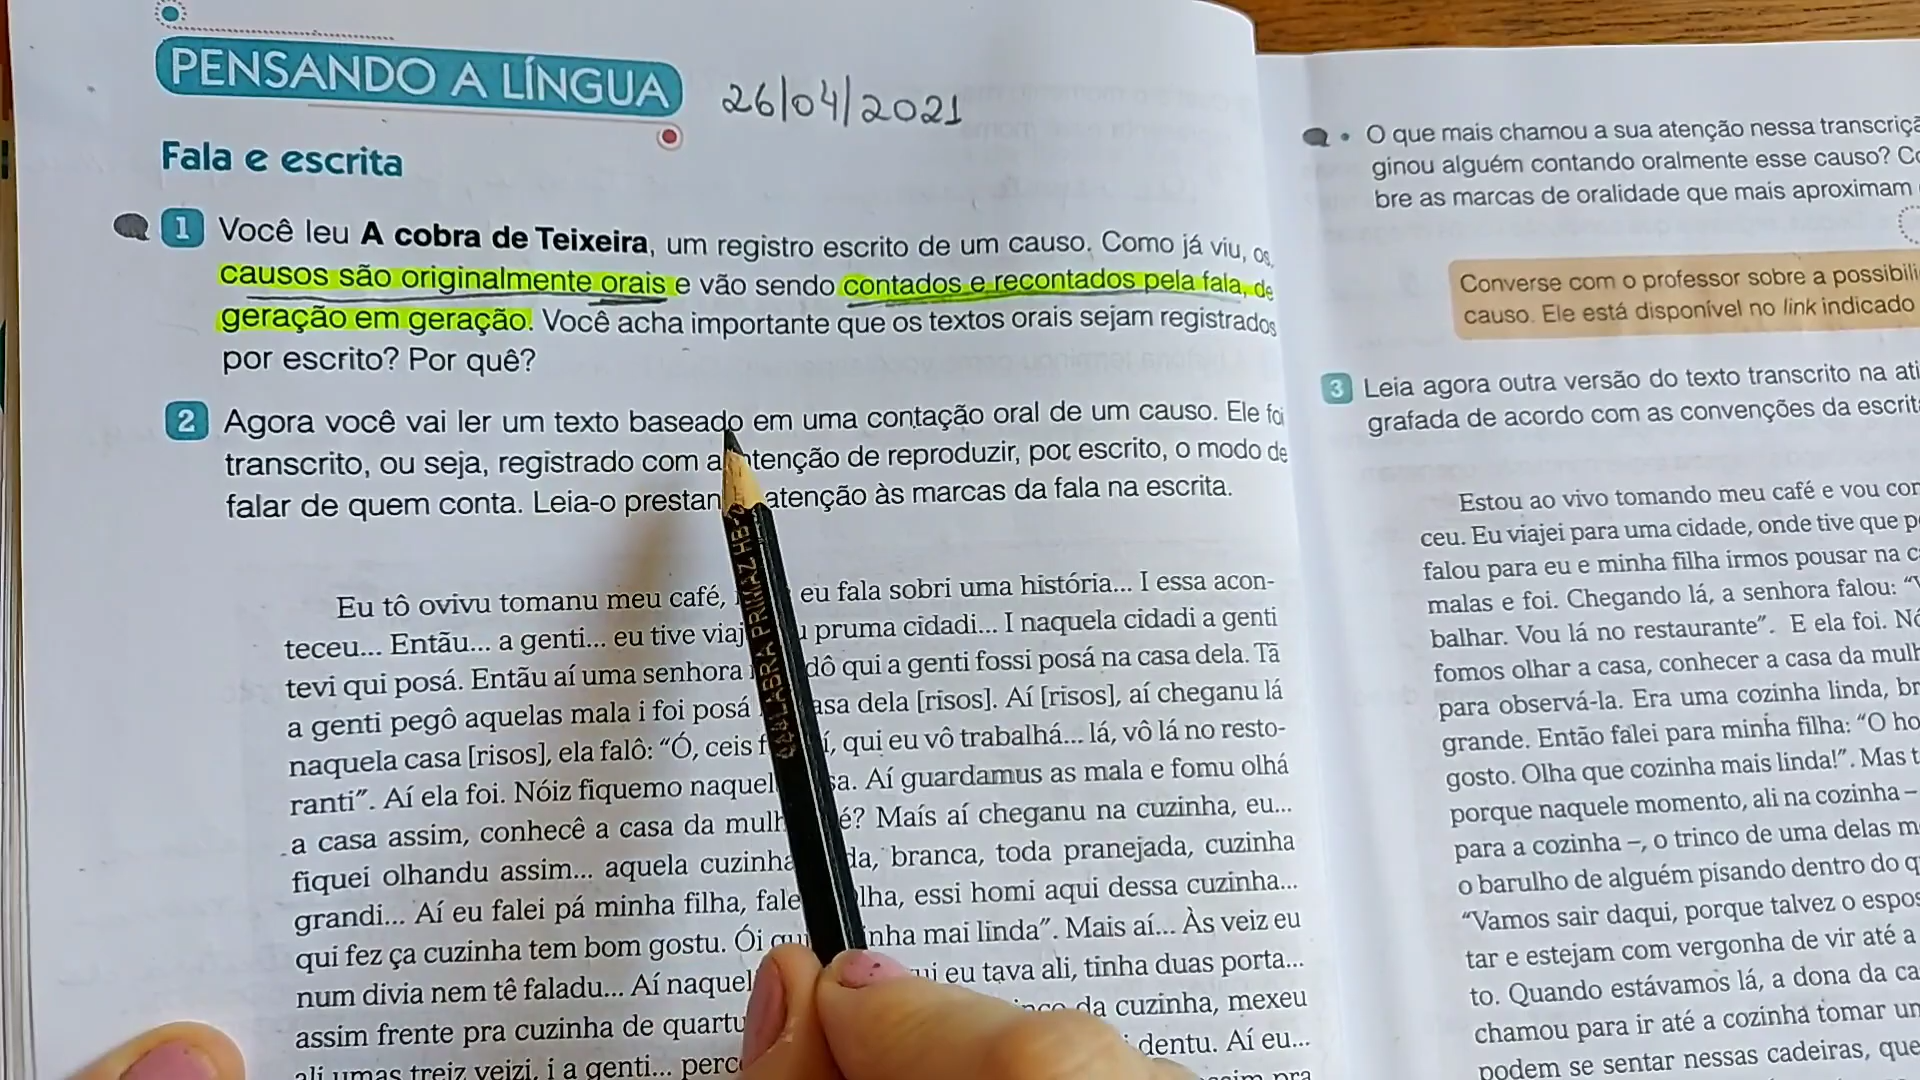 PENSANDO A LÍNGUA
26/04/2021
Fala e escrita
1 Você leu A cobra de Teixeira, um registro escrito de um causo. Como já viu, os
causos são originalmente orais e vão sendo contados e recontados pela fala, de
geração em geração. Você acha importante que os textos orais sejam registrados
por escrito? Por quê?
2 Agora você vai ler um texto baseado em uma contação oral de um causo. Ele foi
transcrito, ou seja, registrado com a tenção de reproduzir, por escrito, o modo de
falar de quem conta. Leia-o prestan atenção às marcas da fala na escrita.
Eu tô ovivu tomanu meu café, eu fala sobri uma história... I essa acon-
teceu... Entãu... a genti... eu tive viaj pruma cidadi... I naquela cidadi a genti
tevi qui posá. Entãu aí uma senhora dô qui a genti fossi posá na casa dela. Tã
a genti pegô aquelas mala i foi posá asa dela [risos]. Aí [risos], aí cheganu lá
naquela casa [risos], ela falô: “Ó, ceis í, qui eu vô trabalhá... lá, vô lá no resto-
ranti”. Aí ela foi. Nóiz fiquemo naquel sa. Aí guardamus as mala e fomu olhá
a casa assim, conhecê a casa da mulh é? Maís aí cheganu na cuzinha, eu...
fiquei olhandu assim... aquela cuzinha da, branca, toda pranejada, cuzinha
grandi... Aí eu falei pá minha filha, fale lha, essi homi aqui dessa cuzinha...
qui fez ça cuzinha tem bom gostu. Ói qui inha mai linda”. Mais aí... Às veiz eu
num divia nem tê faladu... Aí naquel ui eu tava ali, tinha duas porta...
assim frente pra cuzinha de quartu da cuzinha, mexeu
ali umas treiz veizi, i a genti... perc dentu. Aí eu...
O que mais chamou a sua atenção nessa transcriçã
ginou alguém contando oralmente esse causo? Co
bre as marcas de oralidade que mais aproximam
Converse com o professor sobre a possibili
causo. Ele está disponível no link indicado
3 Leia agora outra versão do texto transcrito na ati
grafada de acordo com as convenções da escrit
Estou ao vivo tomando meu café e vou con
ceu. Eu viajei para uma cidade, onde tive que p
falou para eu e minha filha irmos pousar na c
malas e foi. Chegando lá, a senhora falou: “V
balhar. Vou lá no restaurante”. E ela foi. Nó
fomos olhar a casa, conhecer a casa da mulh
para observá-la. Era uma cozinha linda, br
grande. Então falei para minha filha: “O ho
gosto. Olha que cozinha mais linda!”. Mas t
porque naquele momento, ali na cozinha –
para a cozinha –, o trinco de uma delas m
o barulho de alguém pisando dentro do q
“Vamos sair daqui, porque talvez o espos
tar e estejam com vergonha de vir até a
to. Quando estávamos lá, a dona da ca
chamou para ir até a cozinha tomar un
podem se sentar nessas cadeiras, que